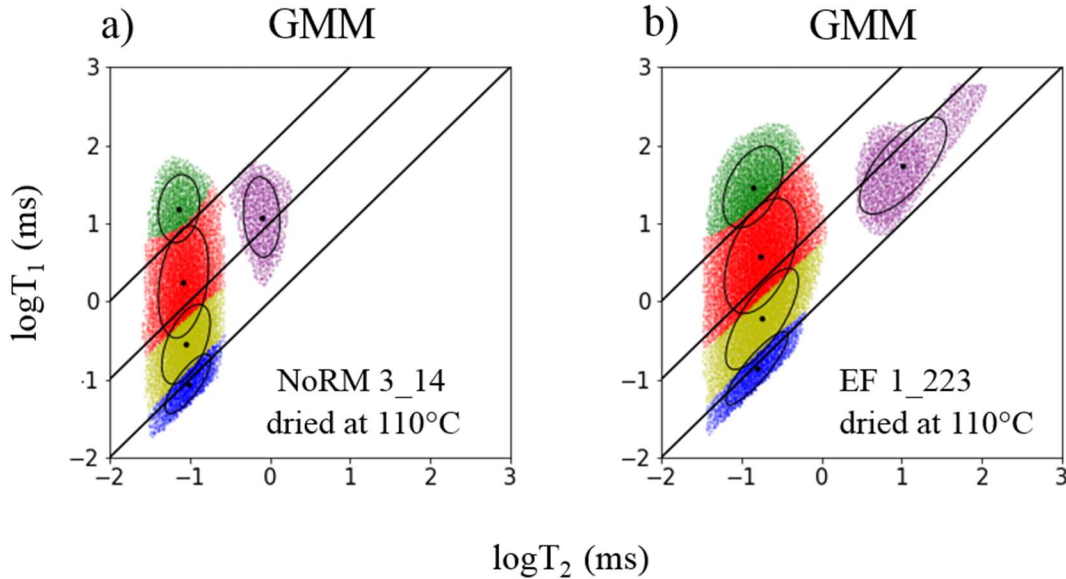 a) GMM
b) GMM
logT₁ (ms)
3
2
1
0
-1
−2
−2 −1 0 1 2 3
NoRM 3_14
dried at 110°C
3
2
1
0
−1
−2
−2 −1 0 1 2 3
EF 1_223
dried at 110°C
logT₂ (ms)